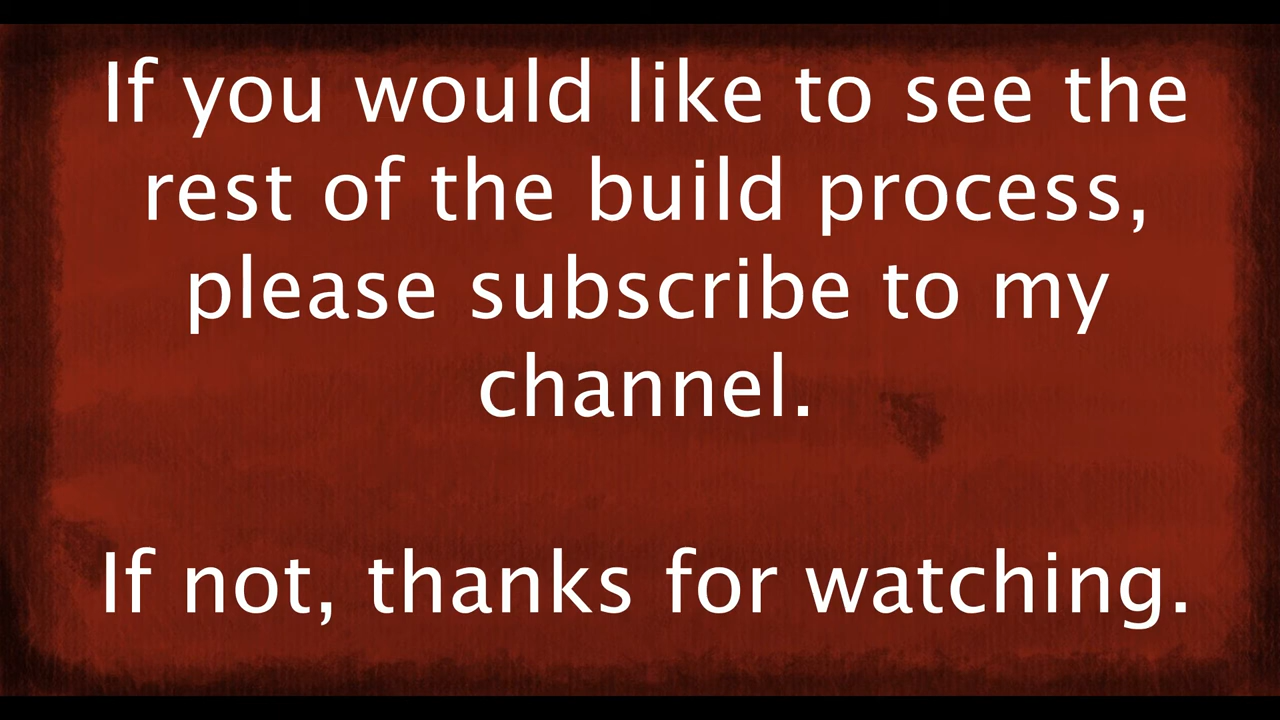 If you would like to see the
rest of the build process,
please subscribe to my
channel.
If not, thanks for watching.